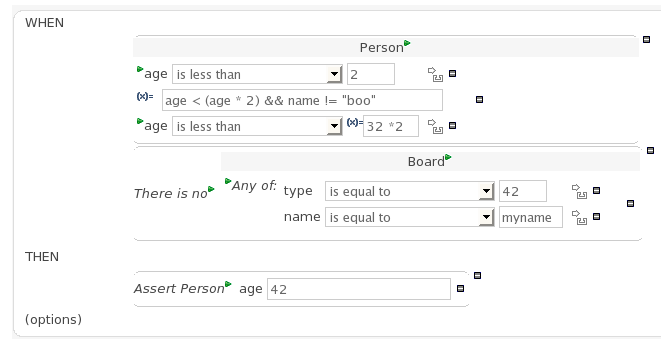 WHEN
Person
age is less than 2
(x)= age < (age * 2) && name != "boo"
age is less than (x)= 32 *2
Board
There is no Any of: type is equal to 42
name is equal to myname
THEN
Assert Person age 42
(options)